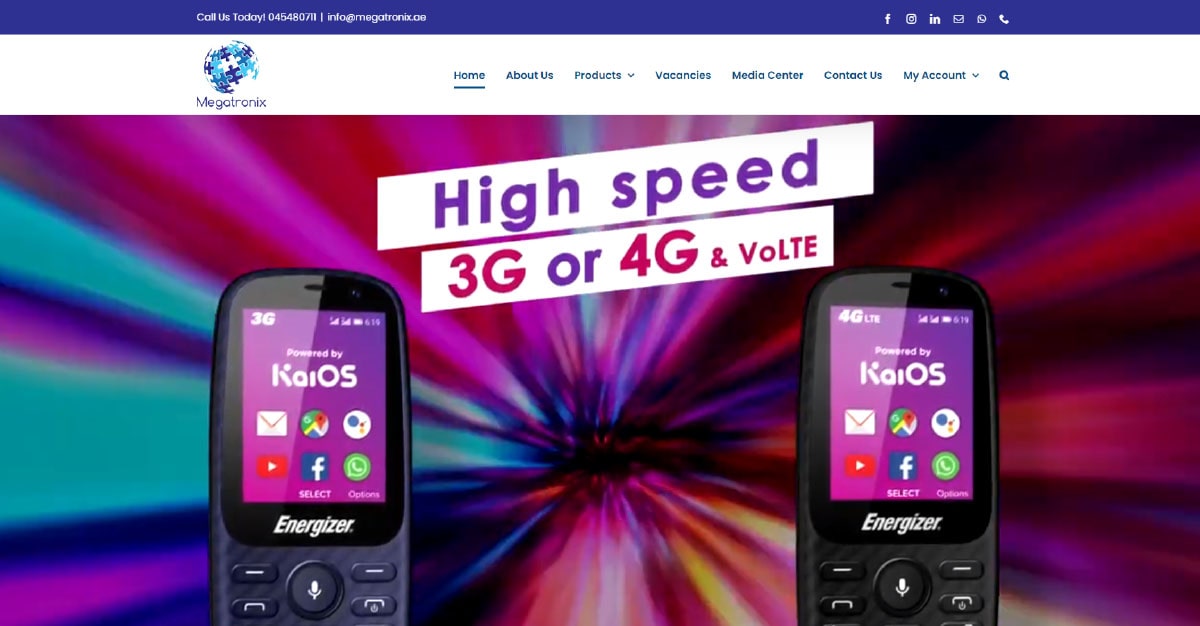 Call Us Today! 045480711 | info@megatronix.ae
Megatronix
Home About Us Products Vacancies Media Center Contact Us My Account
High speed
3G or 4G & VoLTE
3G 6:19
Powered by
KaiOS
SELECT Options
Energizer
4G LTE 6:19
Powered by
KaiOS
SELECT Options
Energizer